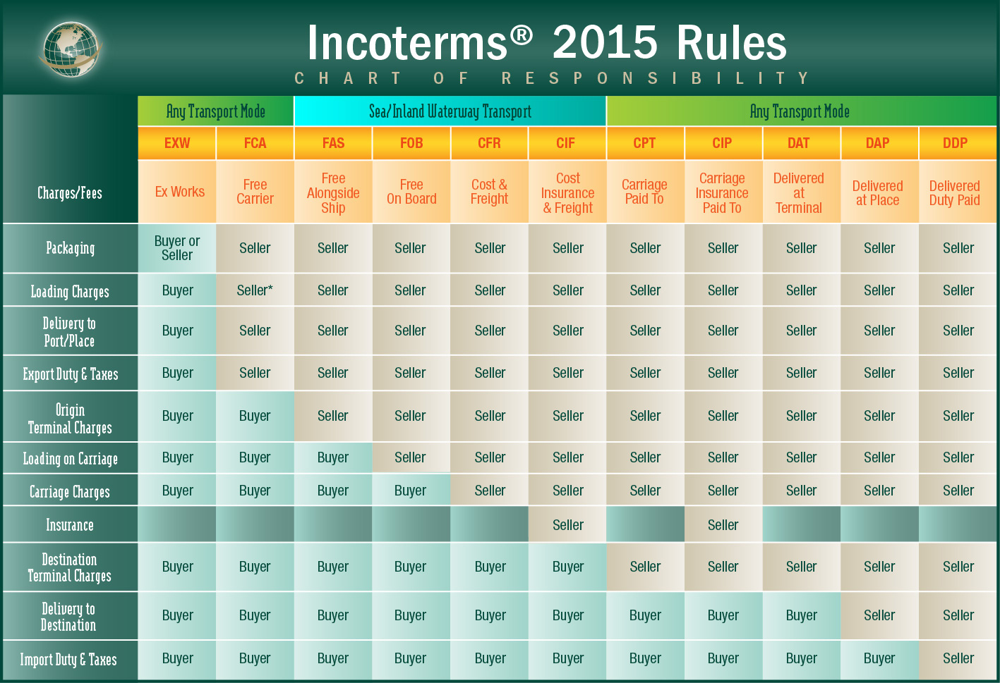 Incoterms® 2015 Rules
CHART OF RESPONSIBILITY
Any Transport Mode Sea/Inland Waterway Transport Any Transport Mode
EXW FCA FAS FOB CFR CIF CPT CIP DAT DAP DDP
Charges/Fees
Ex Works
Free
Carrier
Free
Alongside
Ship
Free
On Board
Cost &
Freight
Cost
Insurance
& Freight
Carriage
Paid To
Carriage
Insurance
Paid To
Delivered
at
Terminal
Delivered
at Place
Delivered
Duty Paid
Packaging
Buyer or
Seller
Seller Seller Seller Seller Seller Seller Seller Seller Seller Seller
Loading Charges Buyer Seller* Seller Seller Seller Seller Seller Seller Seller Seller Seller
Delivery to
Port/Place
Buyer Seller Seller Seller Seller Seller Seller Seller Seller Seller Seller
Export Duty & Taxes Buyer Seller Seller Seller Seller Seller Seller Seller Seller Seller Seller
Origin
Terminal Charges
Buyer Buyer Seller Seller Seller Seller Seller Seller Seller Seller Seller
Loading on Carriage Buyer Buyer Buyer Seller Seller Seller Seller Seller Seller Seller Seller
Carriage Charges Buyer Buyer Buyer Buyer Seller Seller Seller Seller Seller Seller Seller
Insurance Seller Seller
Destination
Terminal Charges
Buyer Buyer Buyer Buyer Buyer Buyer Seller Seller Seller Seller Seller
Delivery to
Destination
Buyer Buyer Buyer Buyer Buyer Buyer Buyer Buyer Buyer Seller Seller
Import Duty & Taxes Buyer Buyer Buyer Buyer Buyer Buyer Buyer Buyer Buyer Buyer Seller